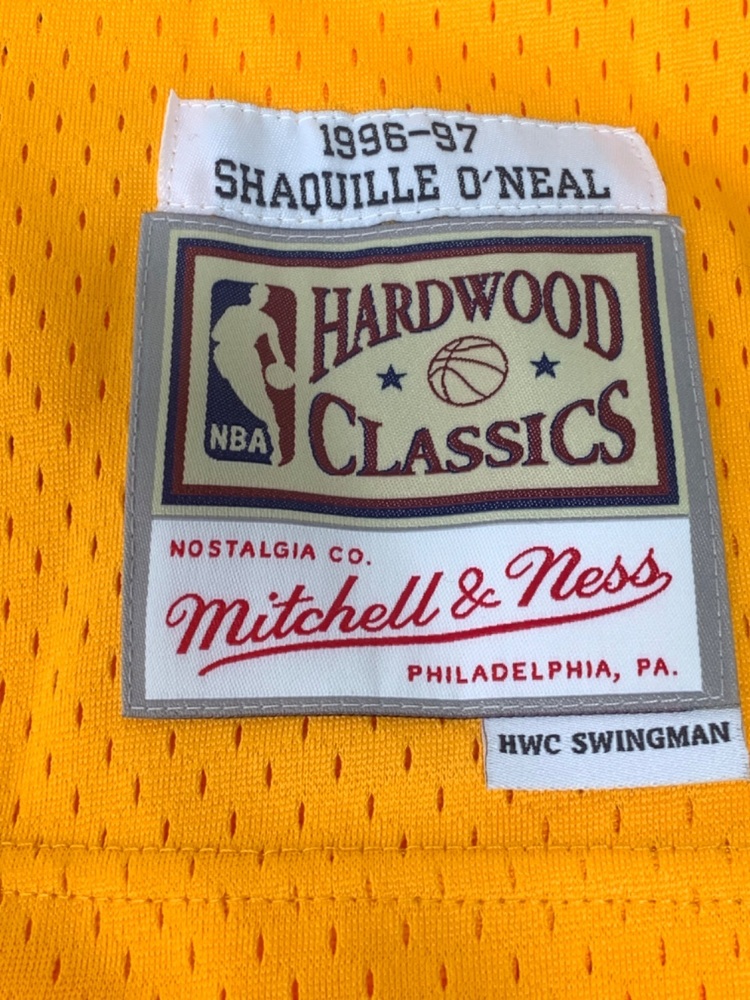 1996-97
SHAQUILLE O'NEAL
HARDWOOD
CLASSICS
NBA
NOSTALGIA CO.
Mitchell & Ness
PHILADELPHIA, PA.
HWC SWINGMAN